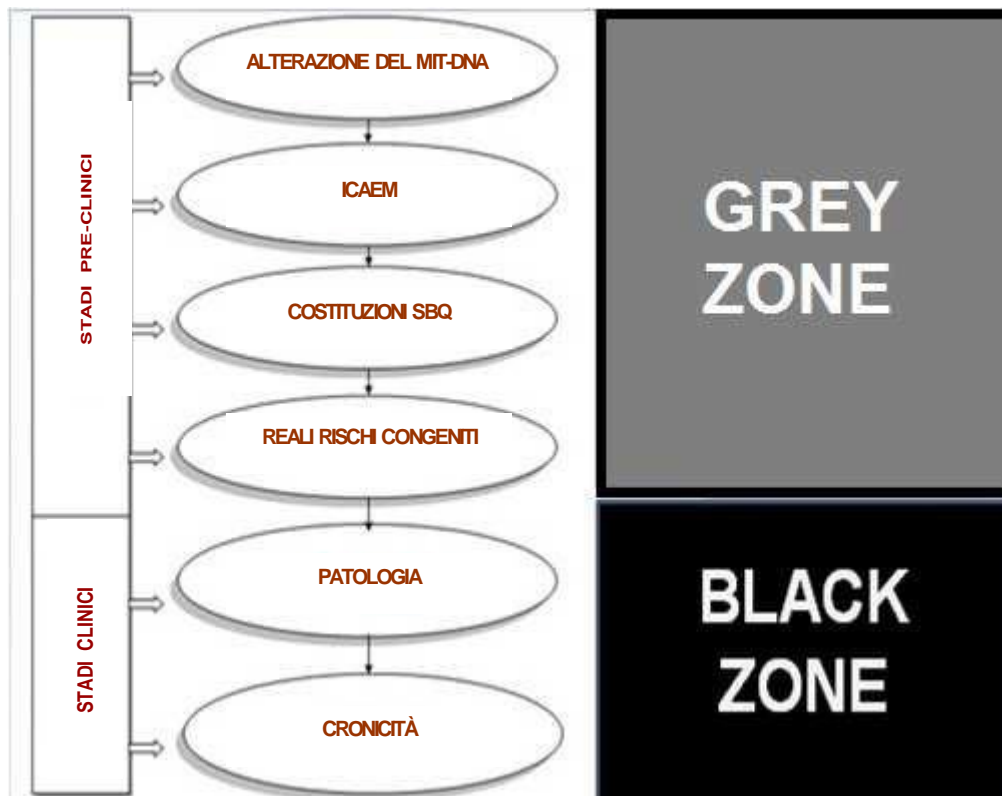 STADI PRE-CLINICI
ALTERAZIONE DEL MIT-DNA
ICAEM
COSTITUZIONI SBQ
REALI RISCHI CONGENITI
GREY
ZONE
STADI CLINICI
PATOLOGIA
CRONICITÀ
BLACK
ZONE